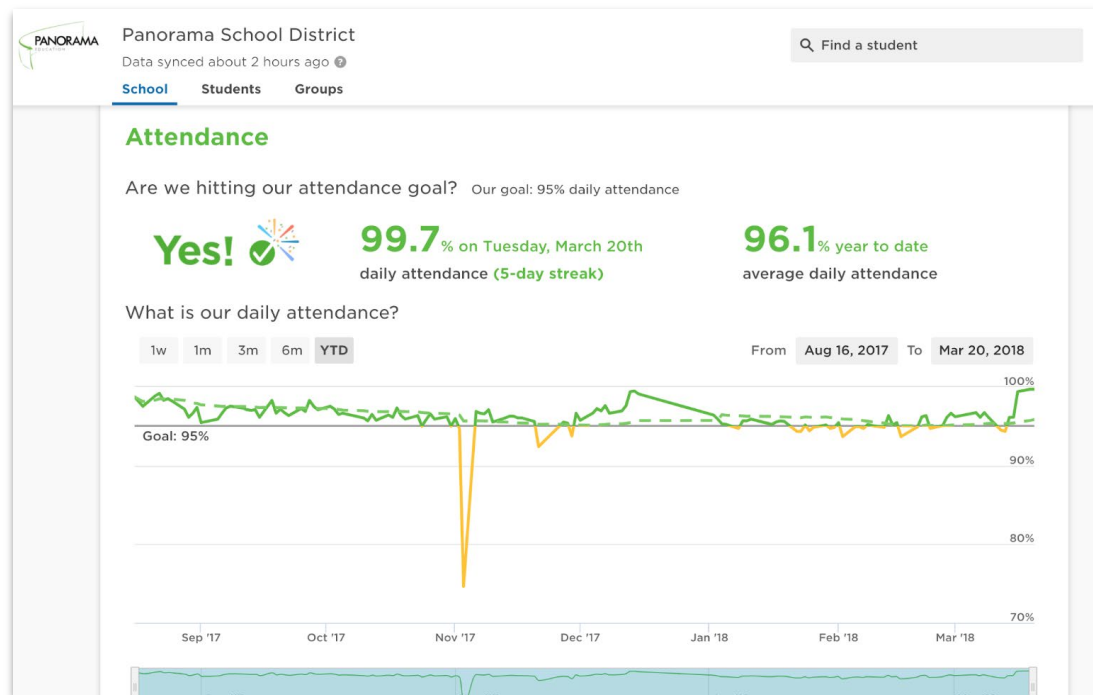 PANORAMA
EDUCATION
Panorama School District
Data synced about 2 hours ago ?
Find a student
School Students Groups
Attendance
Are we hitting our attendance goal? Our goal: 95% daily attendance
Yes!
99.7% on Tuesday, March 20th
daily attendance (5-day streak)
96.1% year to date
average daily attendance
What is our daily attendance?
1w 1m 3m 6m YTD
From Aug 16, 2017 To Mar 20, 2018
100%
Goal: 95%
90%
80%
70%
Sep '17 Oct '17 Nov '17 Dec '17 Jan '18 Feb '18 Mar '18